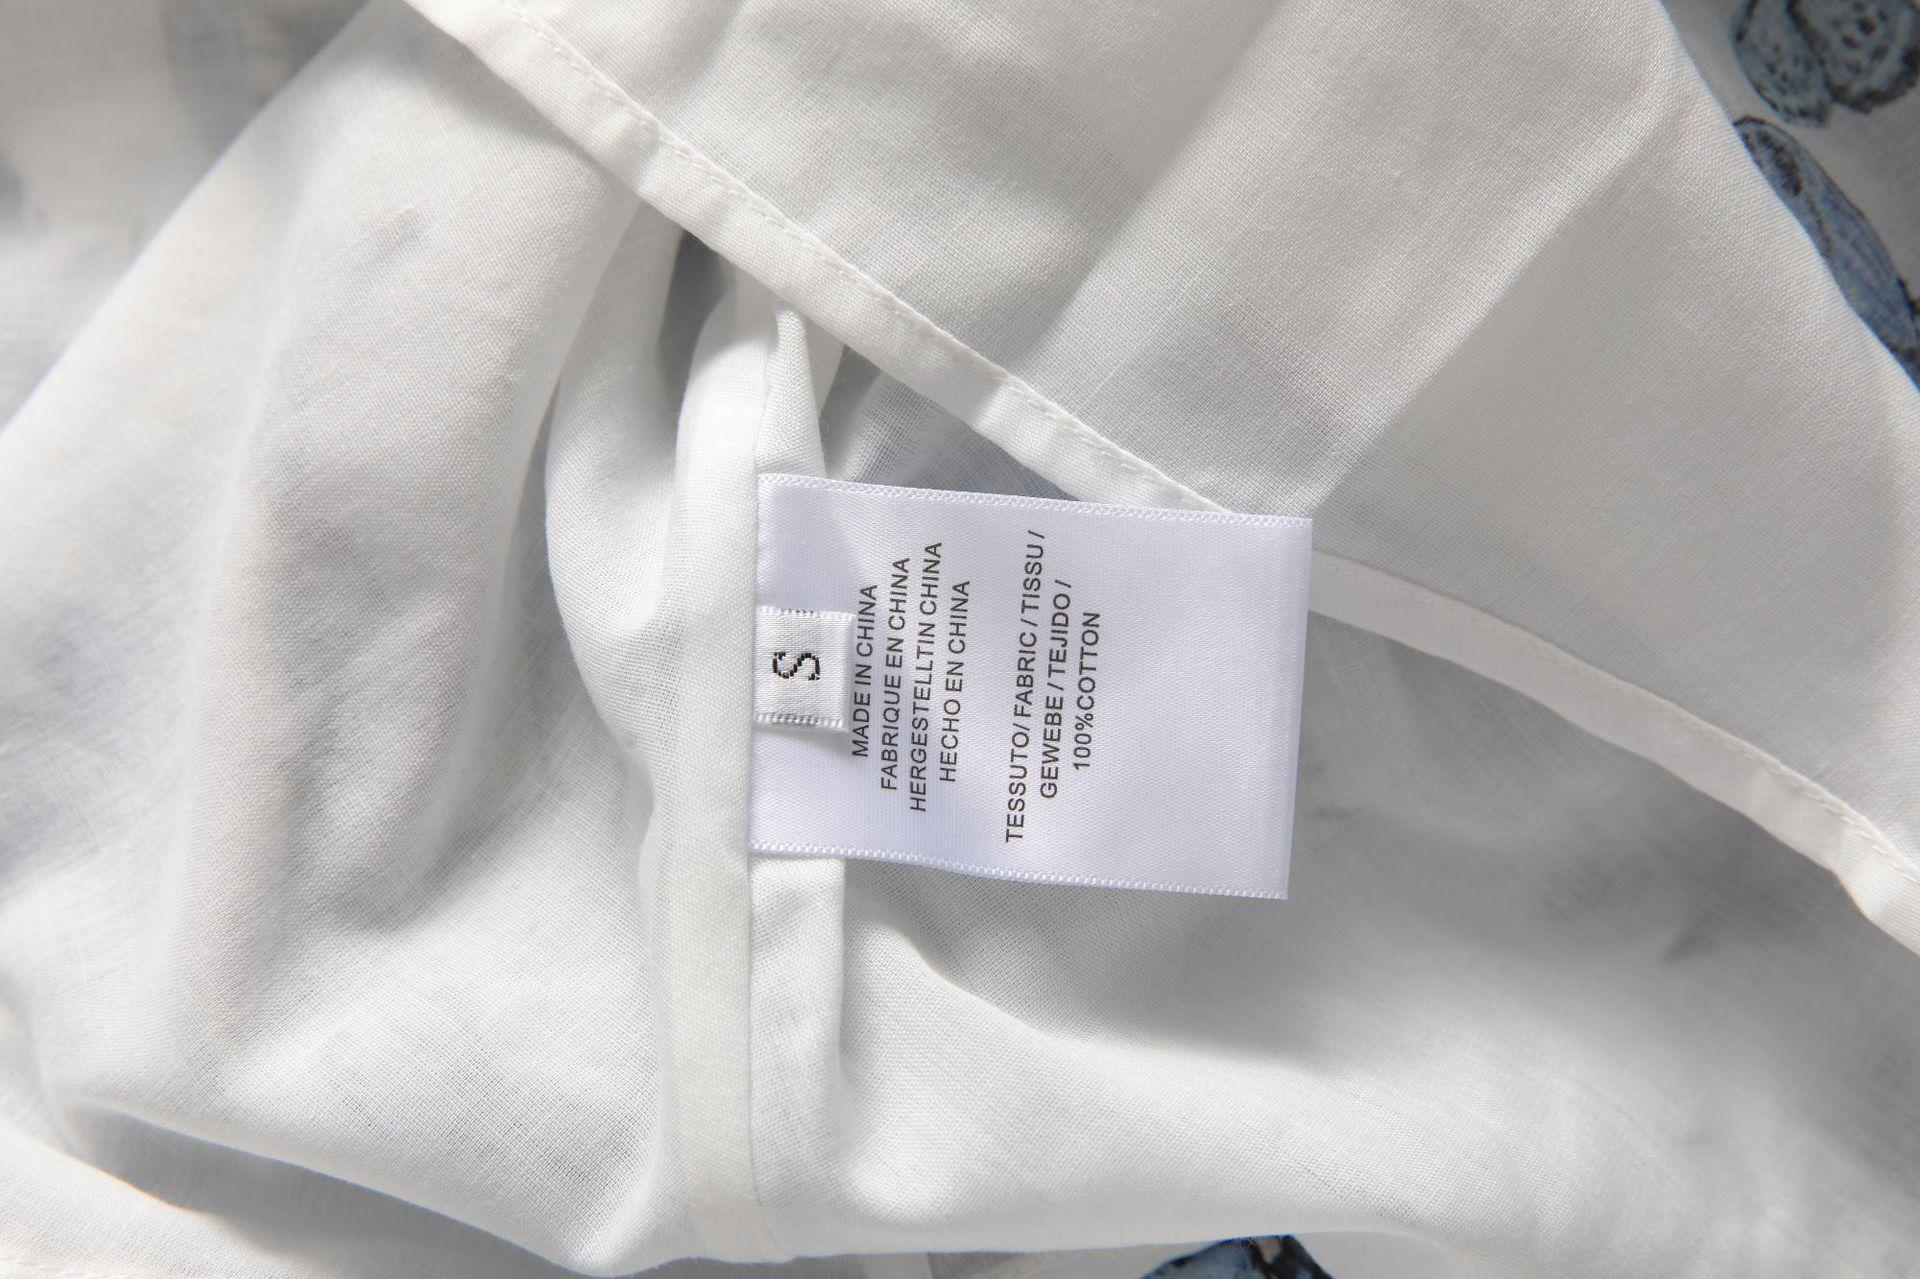 S
MADE IN CHINA
FABRIQUE EN CHINA
HERGESTELLTIN CHINA
HECHO EN CHINA
TESSUTO/ FABRIC / TISSU /
GEWEBE / TEJIDO /
100%COTTON